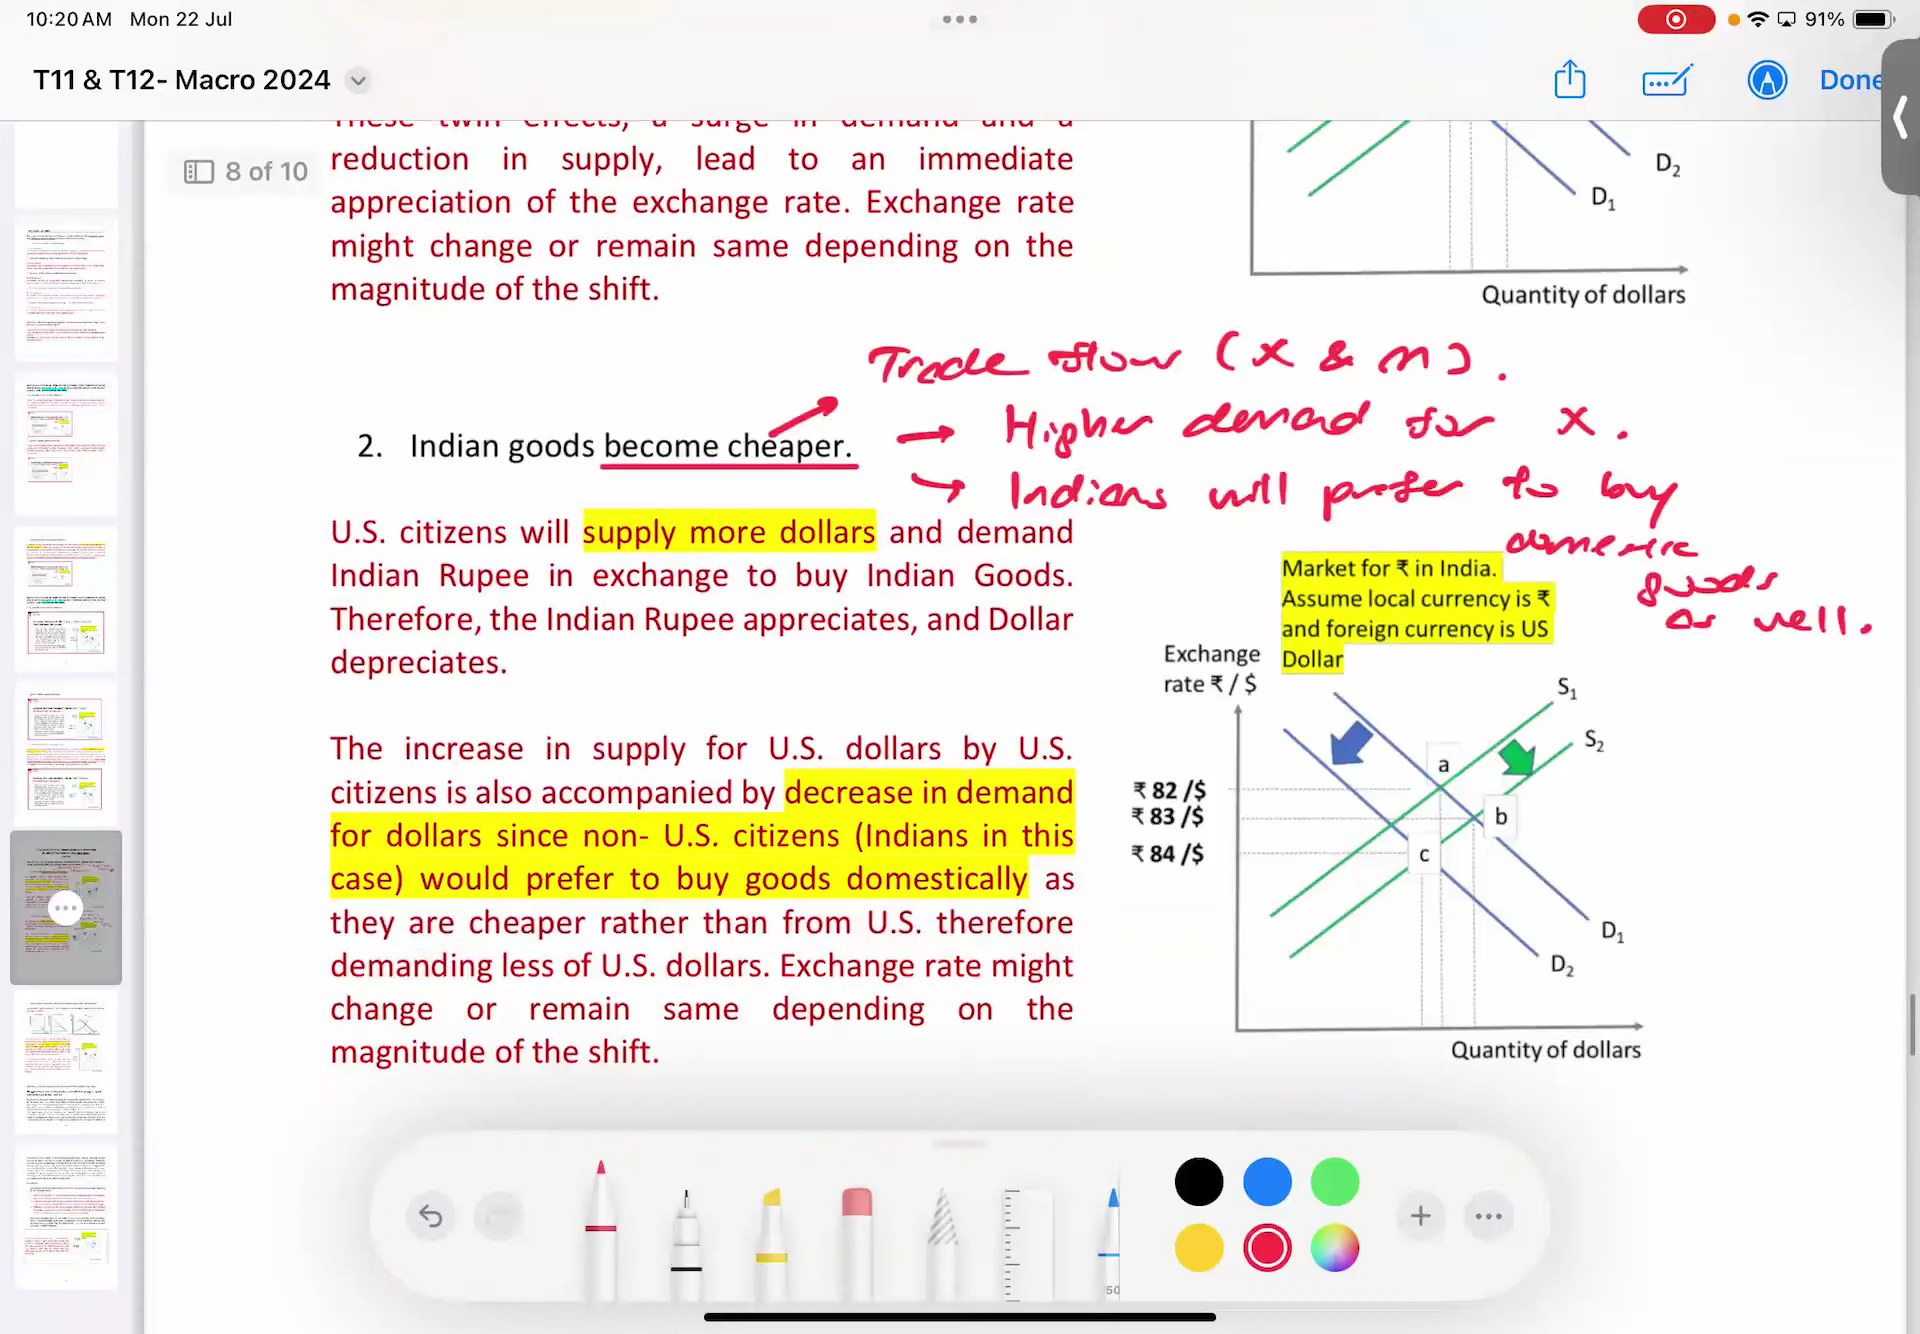 10:20 AM Mon 22 Jul
91%
T11 & T12- Macro 2024
Done
8 of 10
These twin effects, a surge in demand and a
reduction in supply, lead to an immediate
appreciation of the exchange rate. Exchange rate
might change or remain same depending on the
magnitude of the shift.
D2
D1
Quantity of dollars
Trade flow (X & M).
2. Indian goods become cheaper.
→ Higher demand for X.
→ Indians will prefer to buy
domestic
goods
as well.
U.S. citizens will supply more dollars and demand
Indian Rupee in exchange to buy Indian Goods.
Therefore, the Indian Rupee appreciates, and Dollar
depreciates.
The increase in supply for U.S. dollars by U.S.
citizens is also accompanied by decrease in demand
for dollars since non- U.S. citizens (Indians in this
case) would prefer to buy goods domestically as
they are cheaper rather than from U.S. therefore
demanding less of U.S. dollars. Exchange rate might
change or remain same depending on the
magnitude of the shift.
Market for ₹ in India.
Assume local currency is ₹
and foreign currency is US
Dollar
Exchange
rate ₹ / $
S1
S2
a
₹ 82 /$
₹ 83 /$
b
₹ 84 /$
c
D1
D2
Quantity of dollars
50